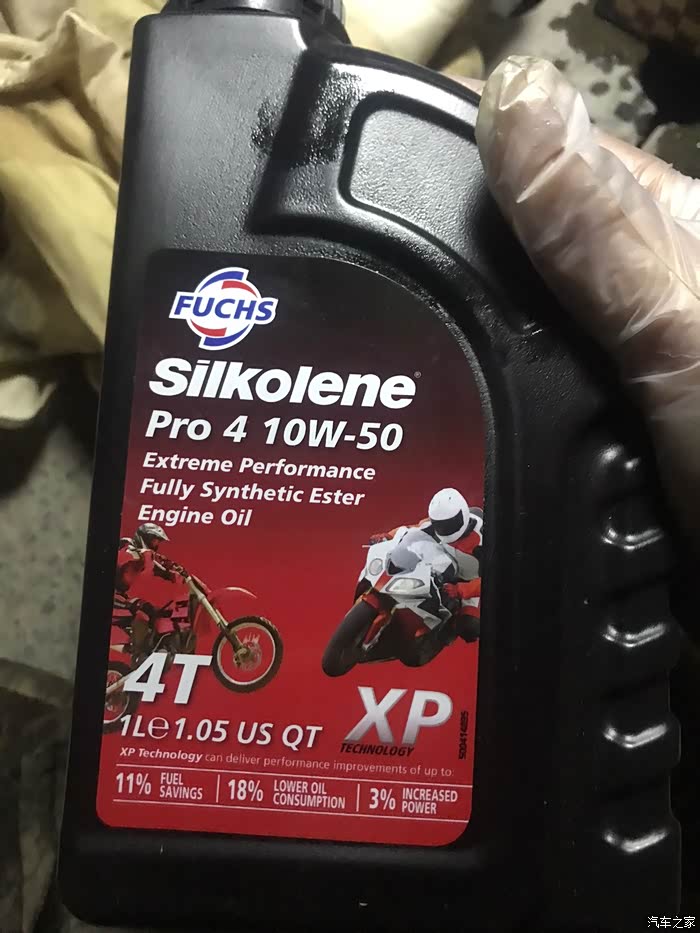 FUCHS
Silkolene®
Pro 4 10W-50
Extreme Performance
Fully Synthetic Ester
Engine Oil
4T
XP
TECHNOLOGY
1L℮1.05 US QT
XP Technology can deliver performance improvements of up to:
11% FUEL SAVINGS
18% LOWER OIL CONSUMPTION
3% INCREASED POWER
汽车之家